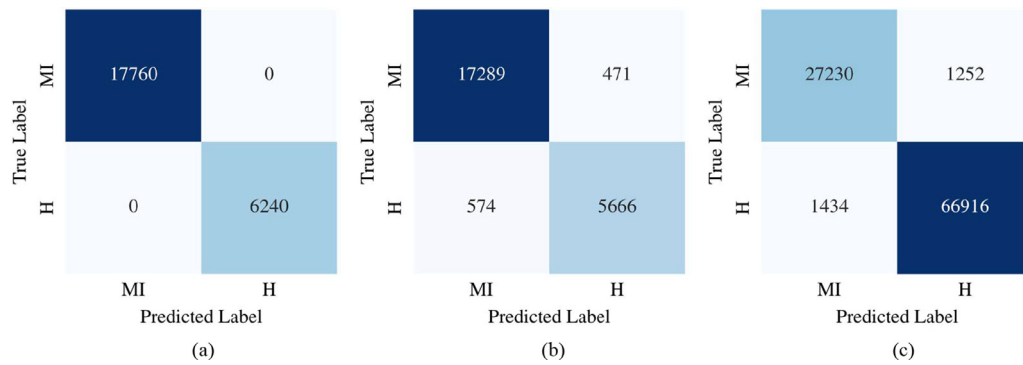 MI
17760
0
H
0
6240
MI
H
True Label
Predicted Label
(a)
MI
17289
471
H
574
5666
MI
H
True Label
Predicted Label
(b)
MI
27230
1252
H
1434
66916
MI
H
True Label
Predicted Label
(c)